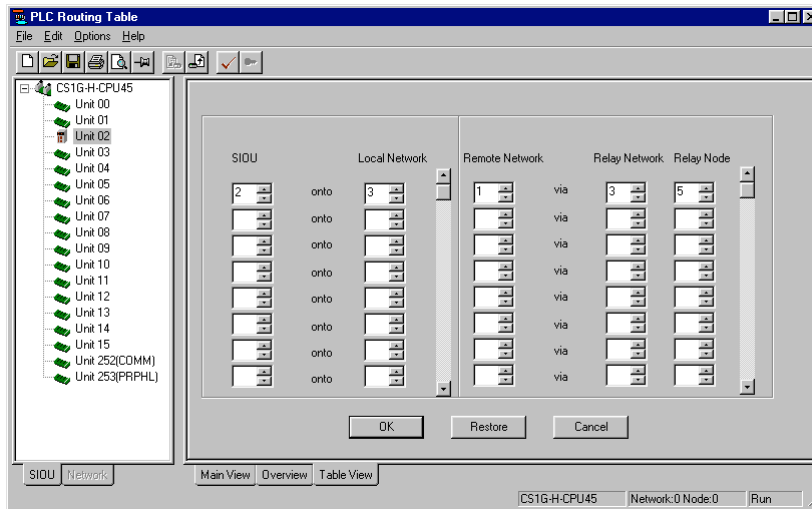 PLC Routing Table
File Edit Options Help
CS1G-H-CPU45
Unit 00
Unit 01
Unit 02
Unit 03
Unit 04
Unit 05
Unit 06
Unit 07
Unit 08
Unit 09
Unit 10
Unit 11
Unit 12
Unit 13
Unit 14
Unit 15
Unit 252(COMM)
Unit 253(PRPHL)
SIOU Network
SIOU Local Network Remote Network Relay Network Relay Node
2 onto 3 1 via 3 5
onto via
onto via
onto via
onto via
onto via
onto via
onto via
OK Restore Cancel
Main View Overview Table View
CS1G-H-CPU45 Network:0 Node:0 Run